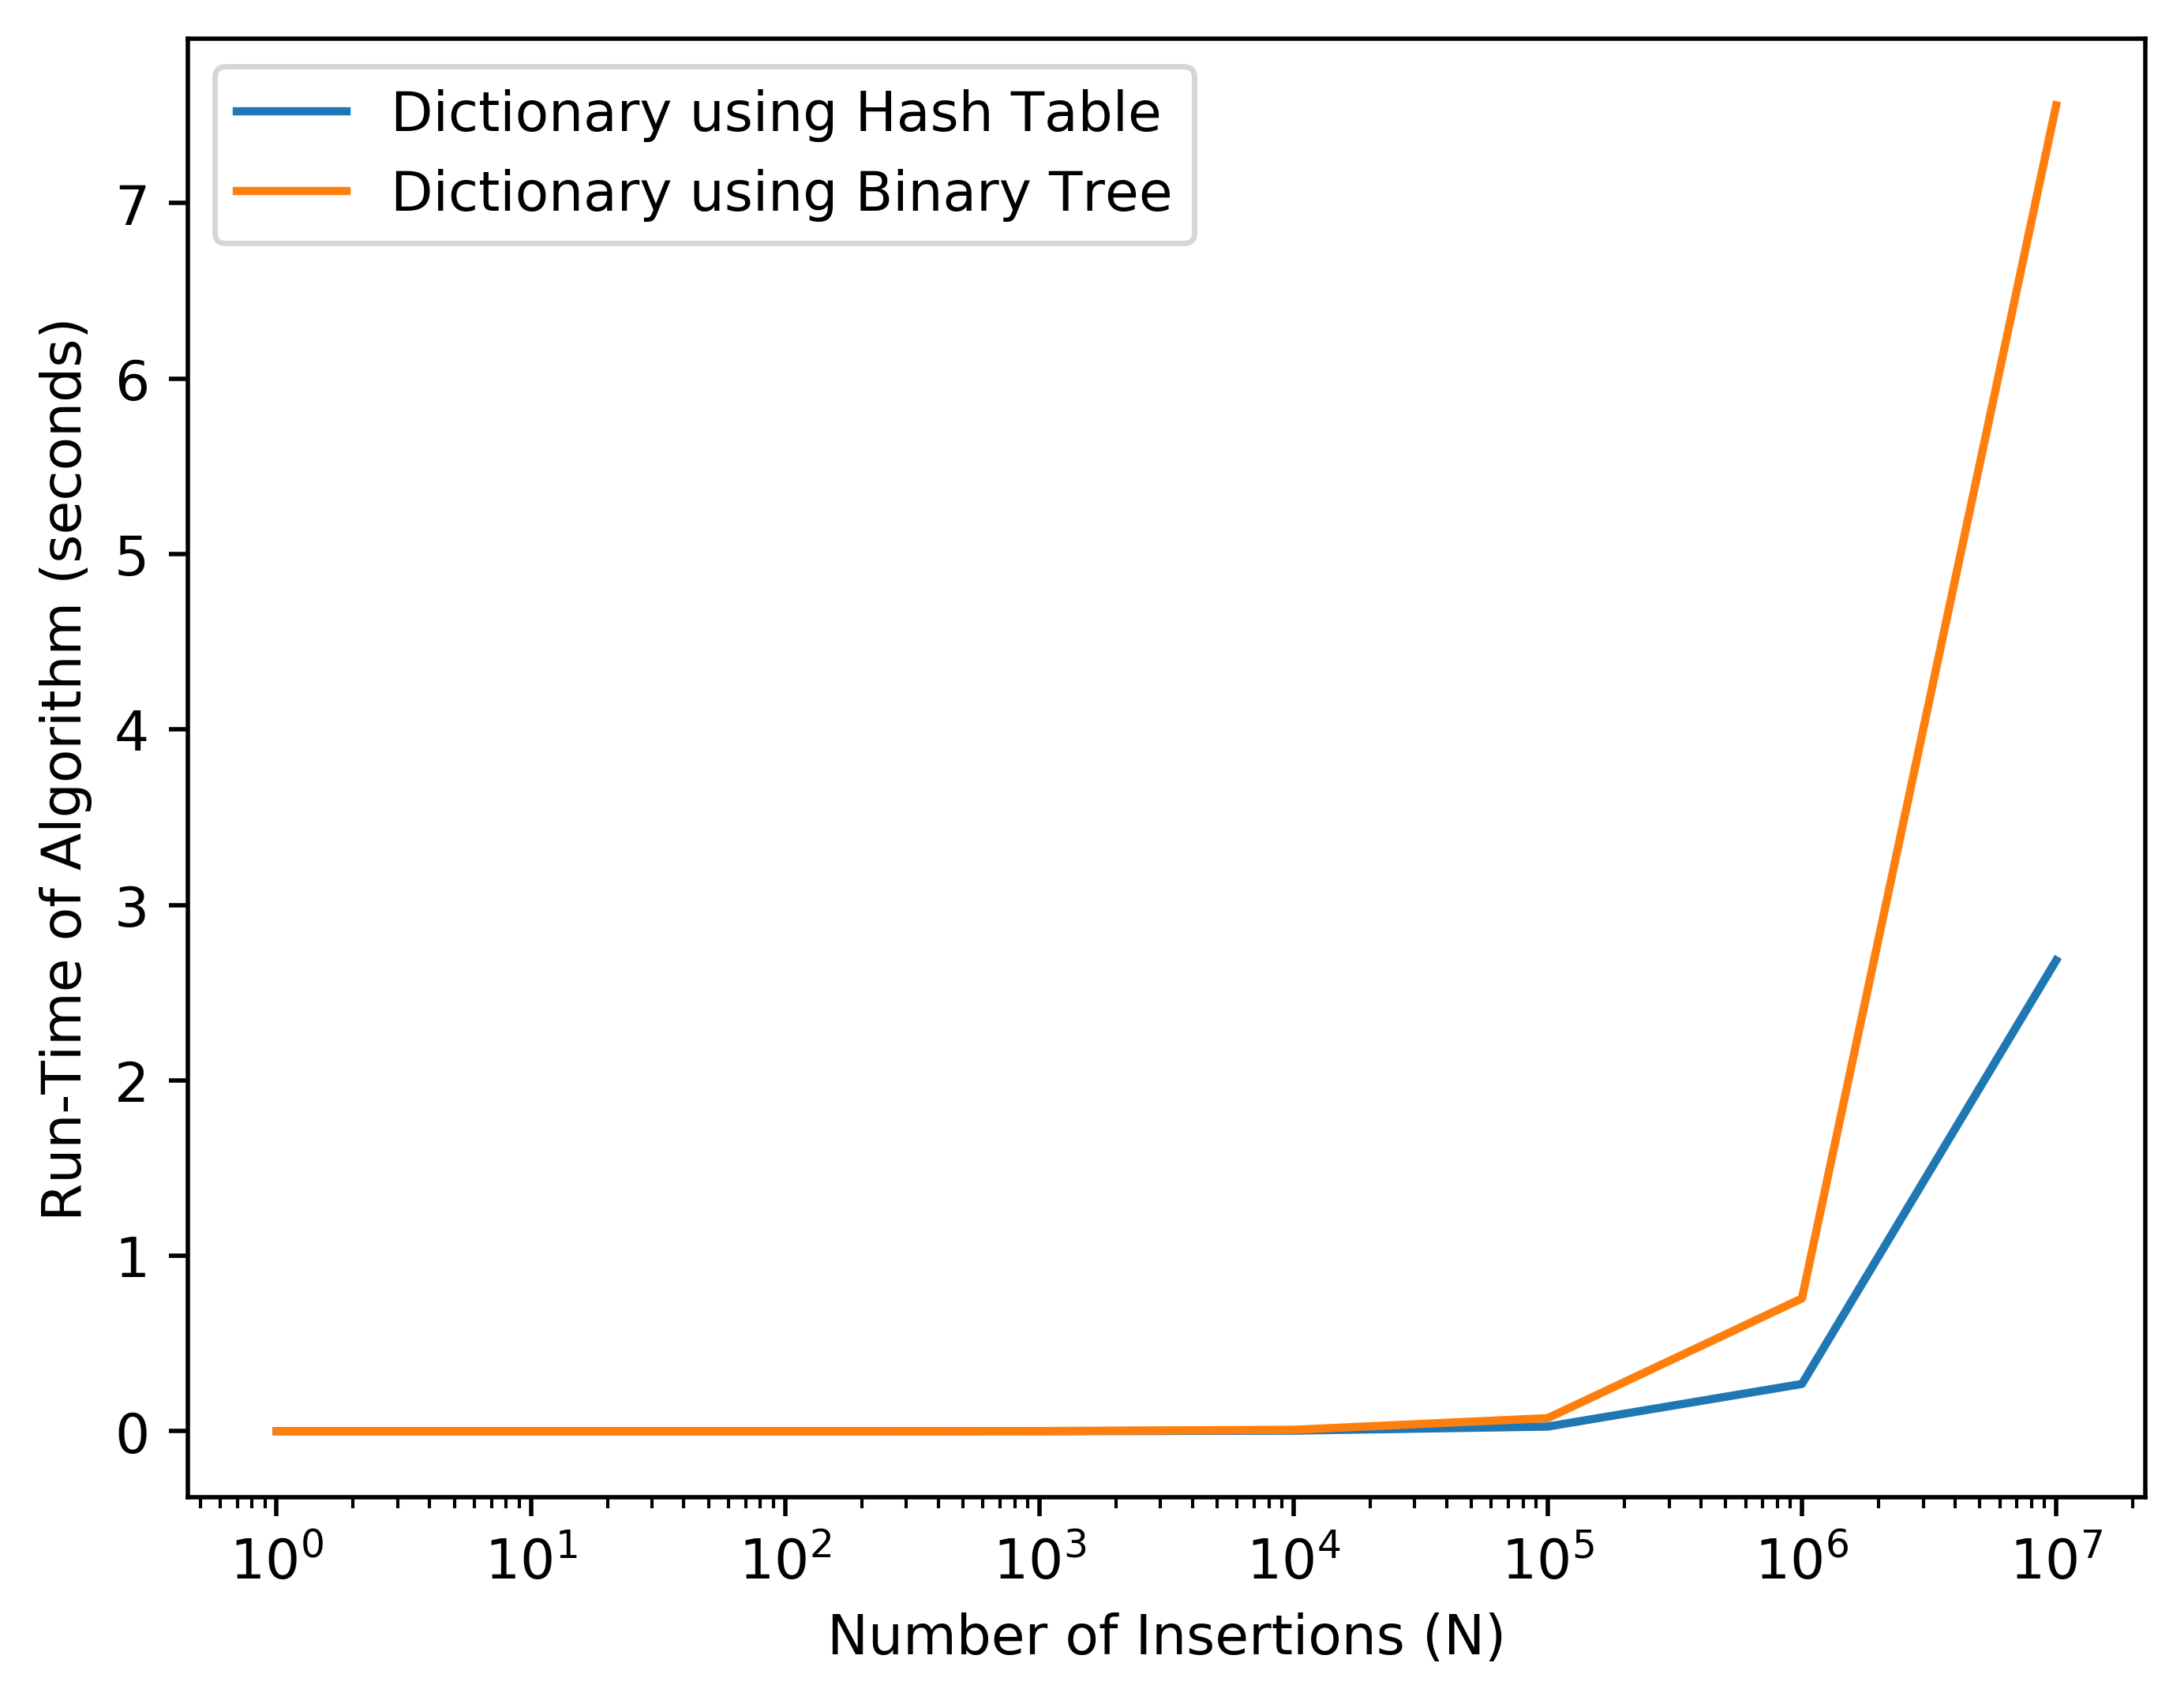 Dictionary using Hash Table
Dictionary using Binary Tree
7
6
5
4
3
2
1
0
Run-Time of Algorithm (seconds)
10⁰ 10¹ 10² 10³ 10⁴ 10⁵ 10⁶ 10⁷
Number of Insertions (N)